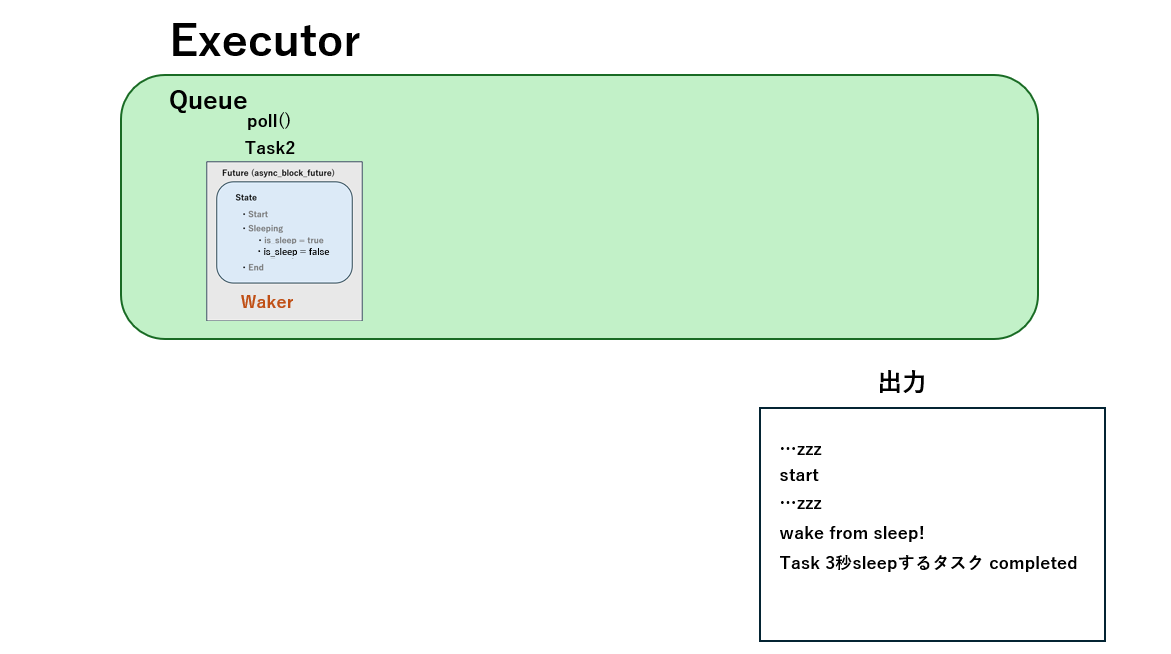 Executor
Queue
poll()
Task2
Future (async_block_future)
State
・Start
・Sleeping
・is_sleep = true
・is_sleep = false
・End
Waker
出力
…zzz
start
…zzz
wake from sleep!
Task 3秒sleepするタスク completed